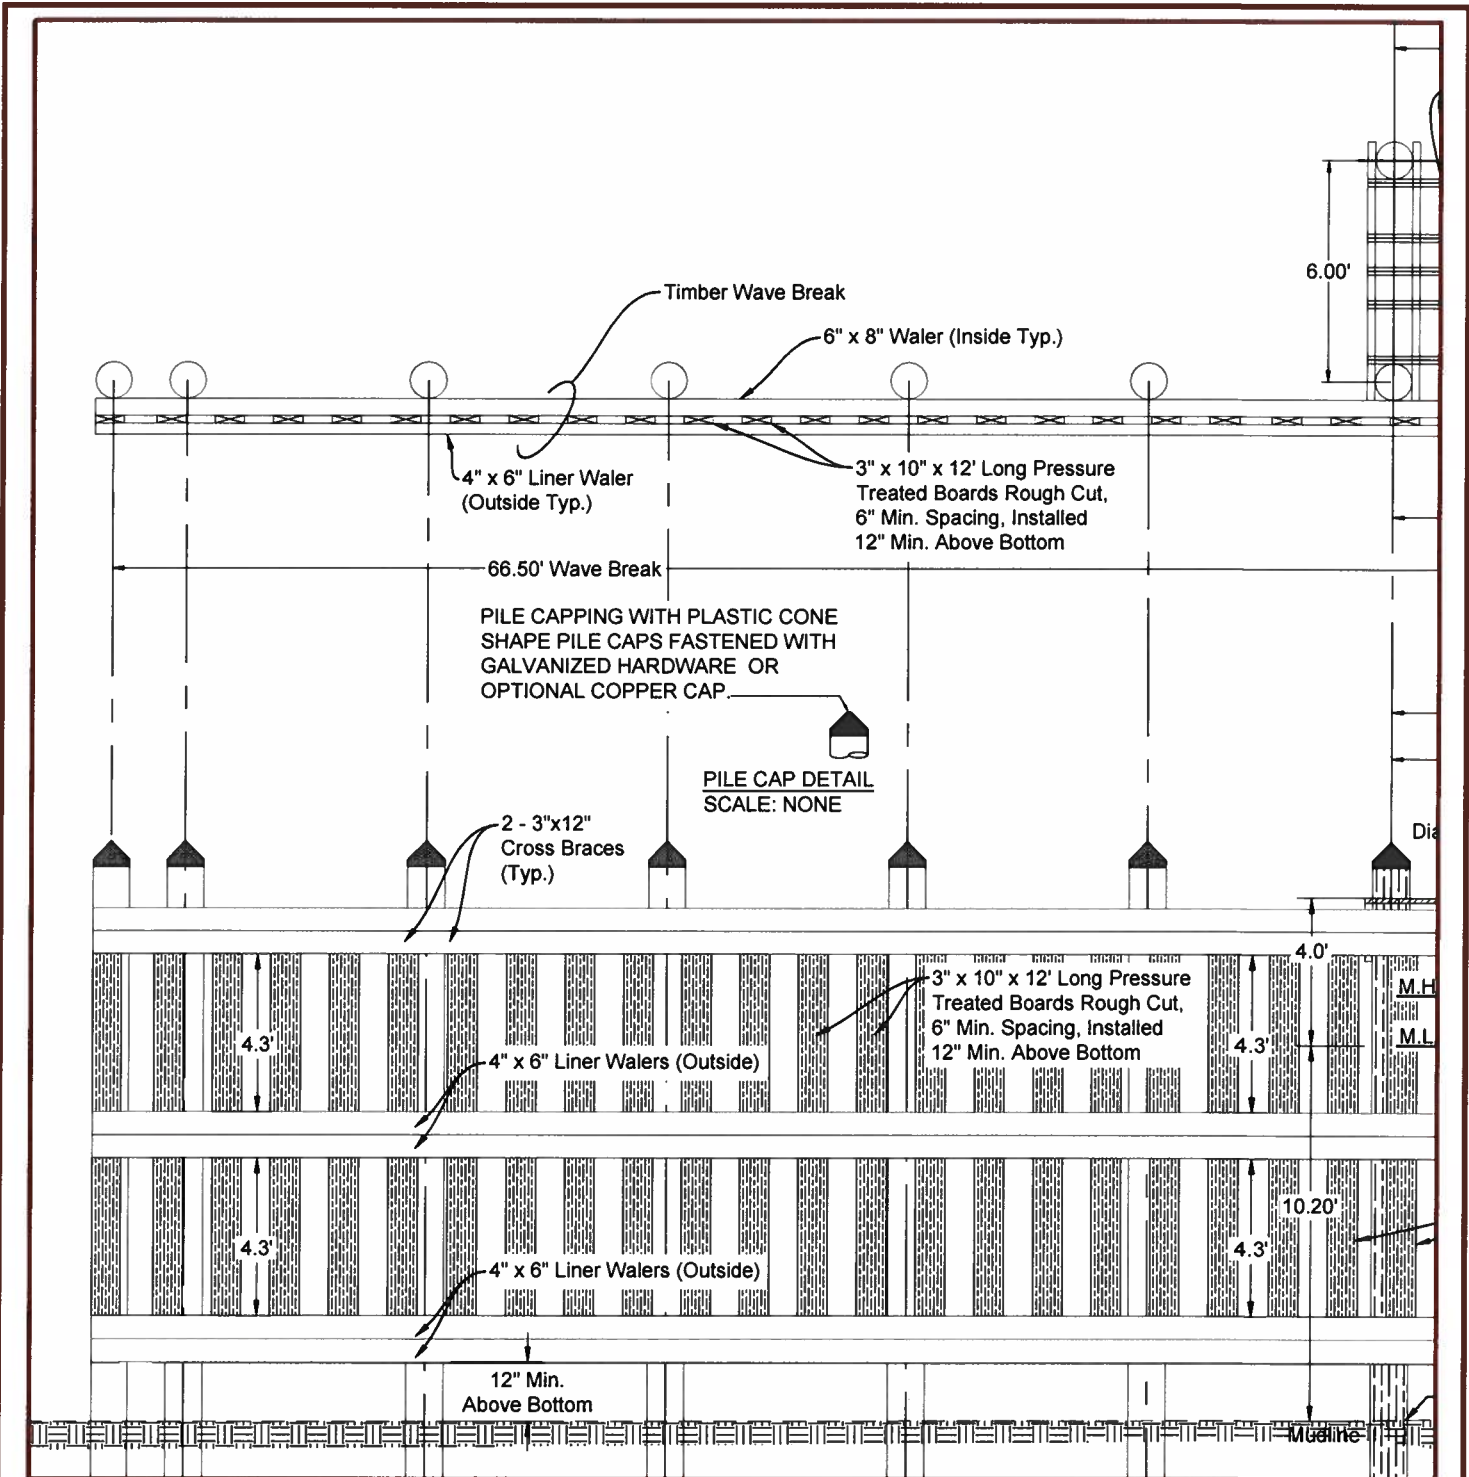 6.00'
Timber Wave Break
6" x 8" Waler (Inside Typ.)
4" x 6" Liner Waler
(Outside Typ.)
3" x 10" x 12' Long Pressure
Treated Boards Rough Cut,
6" Min. Spacing, Installed
12" Min. Above Bottom
66.50' Wave Break
PILE CAPPING WITH PLASTIC CONE
SHAPE PILE CAPS FASTENED WITH
GALVANIZED HARDWARE OR
OPTIONAL COPPER CAP.
PILE CAP DETAIL
SCALE: NONE
2 - 3"x12"
Cross Braces
(Typ.)
Dia
4.0'
3" x 10" x 12' Long Pressure
Treated Boards Rough Cut,
6" Min. Spacing, Installed
12" Min. Above Bottom
M.H
M.L
4.3'
4.3'
4" x 6" Liner Walers (Outside)
10.20'
4.3'
4.3'
4" x 6" Liner Walers (Outside)
12" Min.
Above Bottom
Mudline